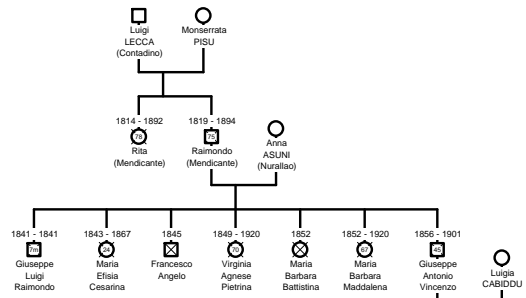 Luigi
LECCA
(Contadino)
Monserrata
PISU
1814 - 1892
78
Rita
(Mendicante)
1819 - 1894
75
Raimondo
(Mendicante)
Anna
ASUNI
(Nurallao)
1841 - 1841
7m
Giuseppe
Luigi
Raimondo
1843 - 1867
24
Maria
Efisia
Cesarina
1845
Francesco
Angelo
1849 - 1920
70
Virginia
Agnese
Pietrina
1852
Maria
Barbara
Battistina
1852 - 1920
67
Maria
Barbara
Maddalena
1856 - 1901
45
Giuseppe
Antonio
Vincenzo
Luigia
CABIDDU